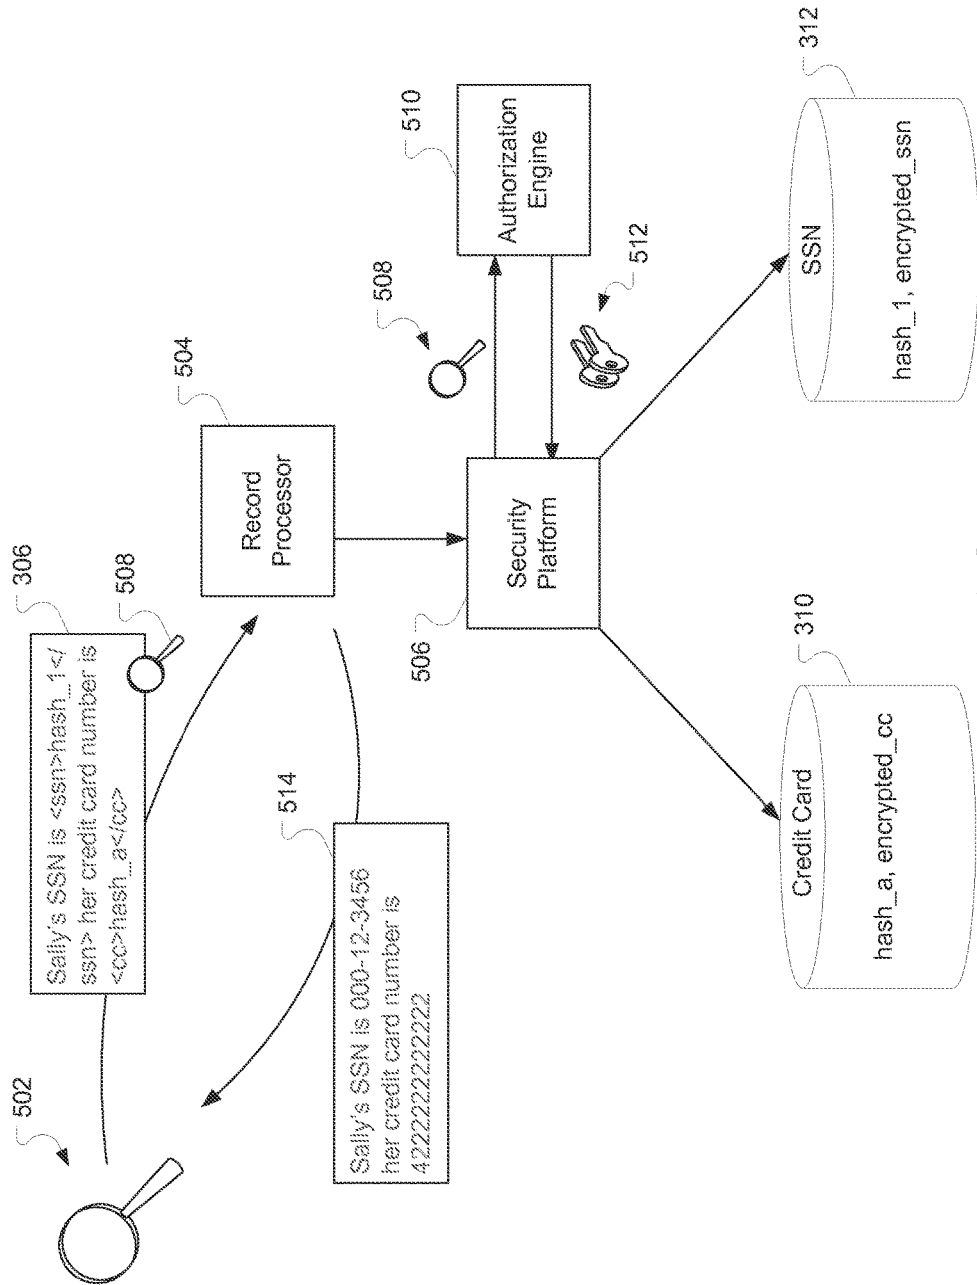 502
306
Sally's SSN is <ssn>hash_1</
ssn> her credit card number is
<cc>hash_a</cc>
508
504
Record
Processor
514
Sally's SSN is 000-12-3456
her credit card number is
4222222222222
506
Security
Platform
508
510
Authorization
Engine
512
310
Credit Card
hash_a, encrypted_cc
312
SSN
hash_1, encrypted_ssn